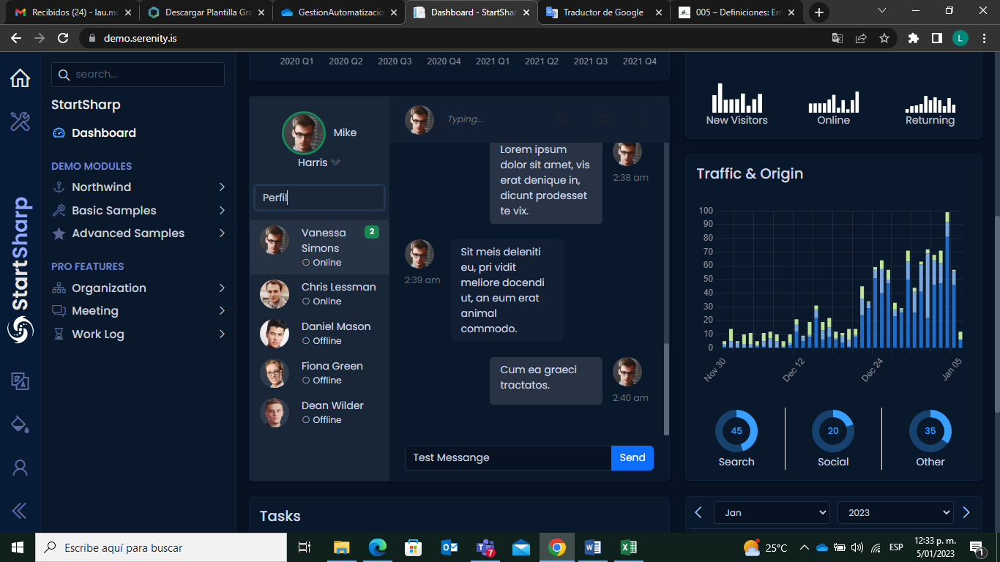 Recibidos (24) - lau.mo
Descargar Plantilla Gra
GestionAutomatizacio
Dashboard - StartShar
Traductor de Google
005 – Definiciones: Err
demo.serenity.is
L
search...
StartSharp
Dashboard
DEMO MODULES
Northwind
Basic Samples
Advanced Samples
PRO FEATURES
Organization
Meeting
Work Log
StartSharp
2020 Q1 2020 Q2 2020 Q3 2020 Q4 2021 Q1 2021 Q2 2021 Q3 2021 Q4
Mike
Harris
Perfil
Vanessa
Simons
2
Online
Chris Lessman
Online
Daniel Mason
Offline
Fiona Green
Offline
Dean Wilder
Offline
Typing...
Lorem ipsum
dolor sit amet, vis
erat denique in,
dicunt prodesset
te vix.
2:38 am
Sit meis deleniti
eu, pri vidit
meliore docendi
ut, an eum erat
animal
commodo.
2:39 am
Cum ea graeci
tractatos.
2:40 am
Test Messange
Send
Tasks
New Visitors
Online
Returning
Traffic & Origin
100
90
80
70
60
50
40
30
20
10
0
Nov 30
Dec 12
Dec 24
Jan 05
45
20
35
Search
Social
Other
Jan
2023
Escribe aquí para buscar
7
25°C
ESP
12:33 p. m.
5/01/2023
1